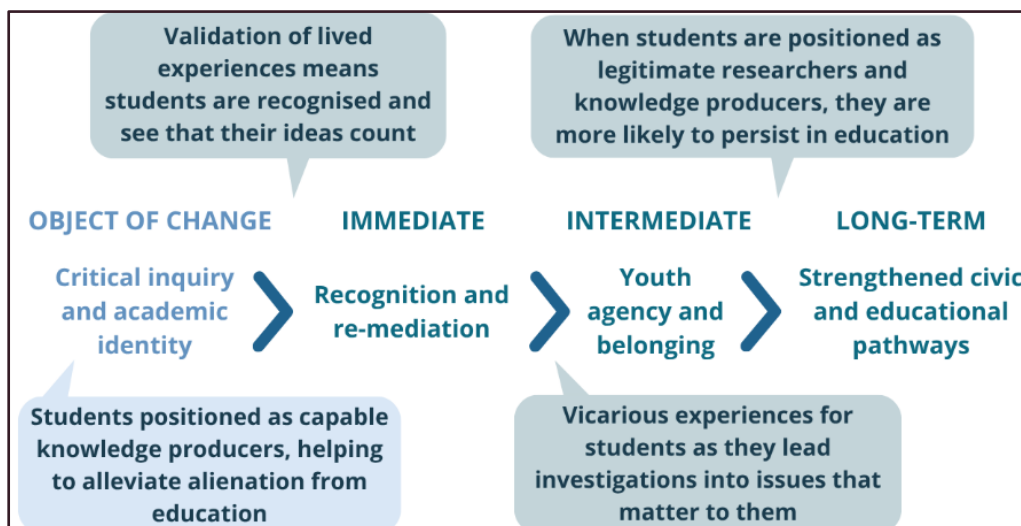 Validation of lived
experiences means
students are recognised and
see that their ideas count
When students are positioned as
legitimate researchers and
knowledge producers, they are
more likely to persist in education
OBJECT OF CHANGE
IMMEDIATE
INTERMEDIATE
LONG-TERM
Critical inquiry
and academic
identity
Recognition and
re-mediation
Youth
agency and
belonging
Strengthened civic
and educational
pathways
Students positioned as capable
knowledge producers, helping
to alleviate alienation from
education
Vicarious experiences for
students as they lead
investigations into issues that
matter to them